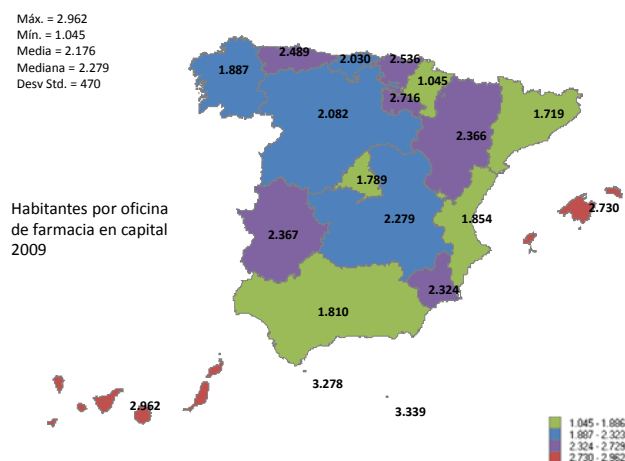 Máx. = 2.962
Mín. = 1.045
Media = 2.176
Mediana = 2.279
Desv Std. = 470
2.489
2.030
2.536
1.887
1.045
2.716
2.082
1.719
2.366
1.789
Habitantes por oficina
de farmacia en capital
2009
2.730
1.854
2.279
2.367
2.324
1.810
3.278
2.962
3.339
1.045 - 1.886
1.887 - 2.323
2.324 - 2.729
2.730 - 2.962